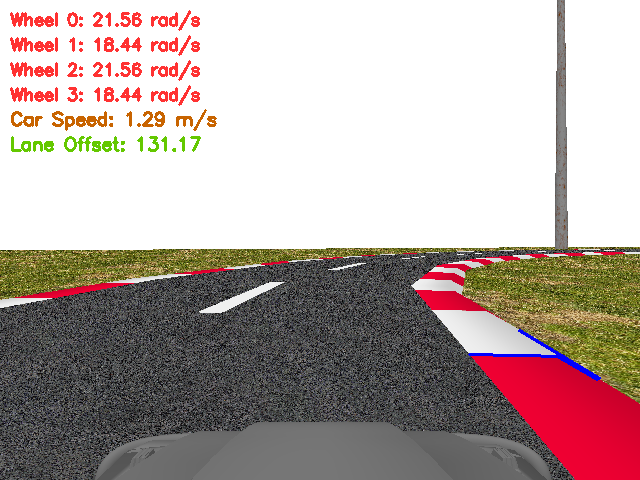 Wheel 0: 21.56 rad/s
Wheel 1: 18.44 rad/s
Wheel 2: 21.56 rad/s
Wheel 3: 18.44 rad/s
Car Speed: 1.29 m/s
Lane Offset: 131.17